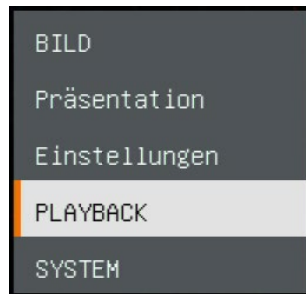 BILD
Präsentation
Einstellungen
PLAYBACK
SYSTEM